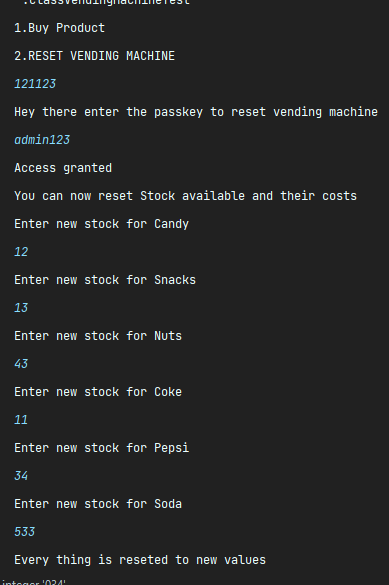 .ClassVendingMachineTest
1.Buy Product
2.RESET VENDING MACHINE
121123
Hey there enter the passkey to reset vending machine
admin123
Access granted
You can now reset Stock available and their costs
Enter new stock for Candy
12
Enter new stock for Snacks
13
Enter new stock for Nuts
43
Enter new stock for Coke
11
Enter new stock for Pepsi
34
Enter new stock for Soda
533
Every thing is reseted to new values
integer '034'